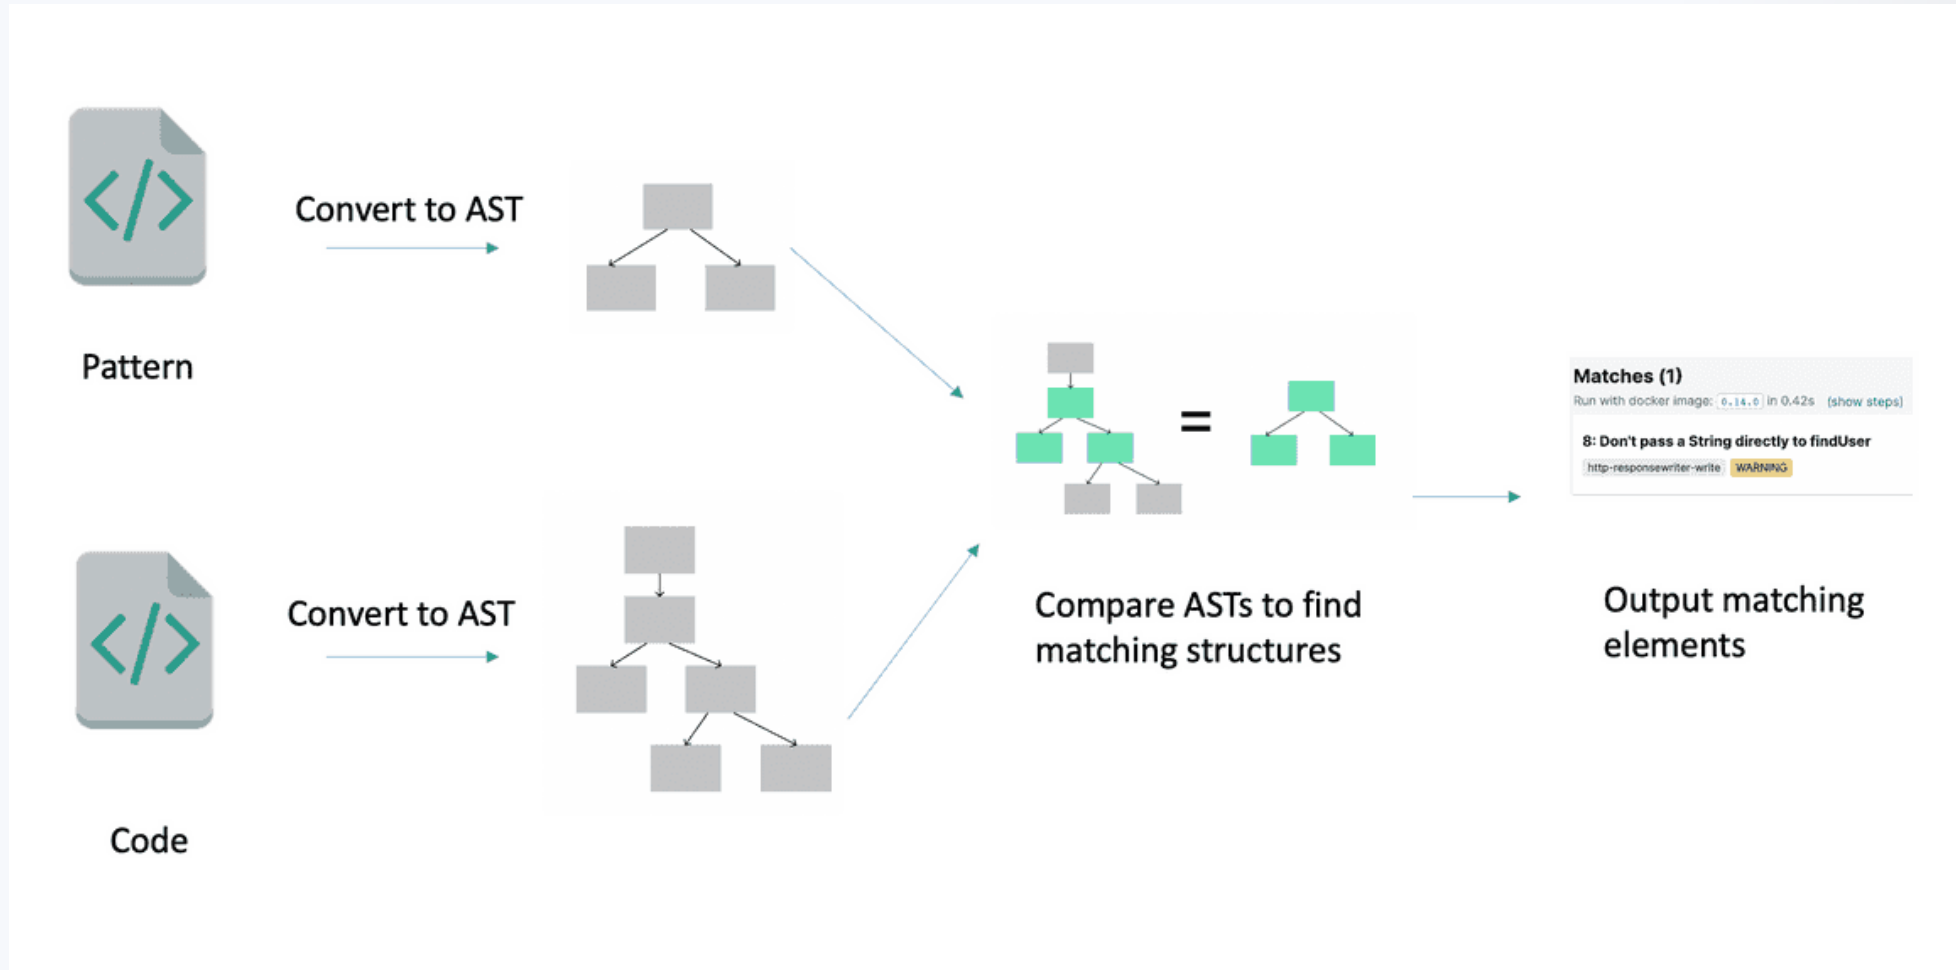 Convert to AST
Pattern
Convert to AST
Code
=
Compare ASTs to find
matching structures
Matches (1)
Run with docker image: 0.14.0 in 0.42s (show steps)
8: Don't pass a String directly to findUser
http-responsewriter-write WARNING
Output matching
elements